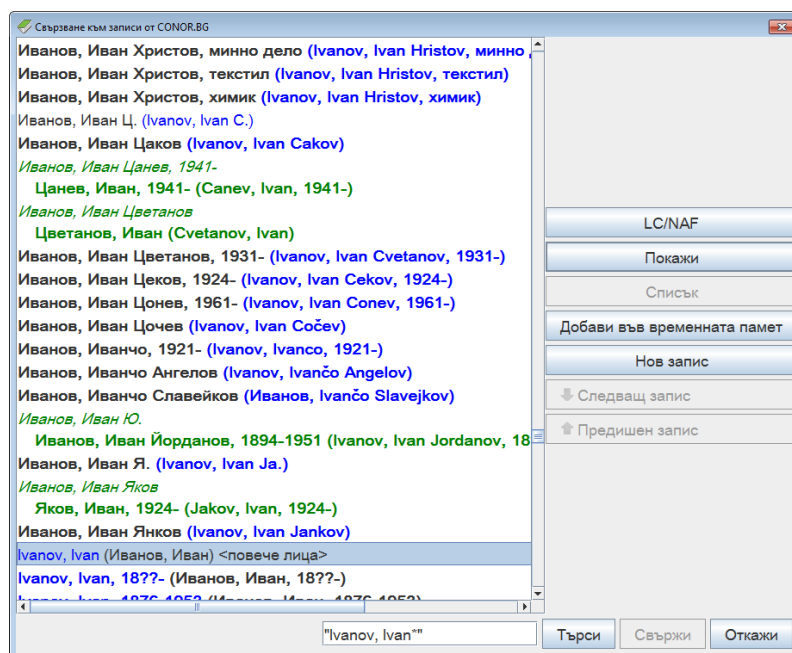 Свързване към записи от CONOR.BG
Иванов, Иван Христов, минно дело (Ivanov, Ivan Hristov, минно
Иванов, Иван Христов, текстил (Ivanov, Ivan Hristov, текстил)
Иванов, Иван Христов, химик (Ivanov, Ivan Hristov, химик)
Иванов, Иван Ц. (Ivanov, Ivan C.)
Иванов, Иван Цаков (Ivanov, Ivan Cakov)
Иванов, Иван Цанев, 1941-
Цанев, Иван, 1941- (Canev, Ivan, 1941-)
Иванов, Иван Цветанов
Цветанов, Иван (Cvetanov, Ivan)
Иванов, Иван Цветанов, 1931- (Ivanov, Ivan Cvetanov, 1931-)
Иванов, Иван Цеков, 1924- (Ivanov, Ivan Cekov, 1924-)
Иванов, Иван Цонев, 1961- (Ivanov, Ivan Conev, 1961-)
Иванов, Иван Цочев (Ivanov, Ivan Cočev)
Иванов, Иванчо, 1921- (Ivanov, Ivanco, 1921-)
Иванов, Иванчо Ангелов (Ivanov, Ivančo Angelov)
Иванов, Иванчо Славейков (Иванов, Ivančo Slavejkov)
Иванов, Иван Ю.
Иванов, Иван Йорданов, 1894-1951 (Ivanov, Ivan Jordanov, 18
Иванов, Иван Я. (Ivanov, Ivan Ja.)
Иванов, Иван Яков
Яков, Иван, 1924- (Jakov, Ivan, 1924-)
Иванов, Иван Янков (Ivanov, Ivan Jankov)
Ivanov, Ivan (Иванов, Иван) <повече лица>
Ivanov, Ivan, 18??- (Иванов, Иван, 18??-)
Ivanov, Ivan, 1876-1953 (Иванов, Иван, 1876-1953)
LC/NAF
Покажи
Списък
Добави във временната памет
Нов запис
Следващ запис
Предишен запис
"Ivanov, Ivan*"
Търси
Свържи
Откажи